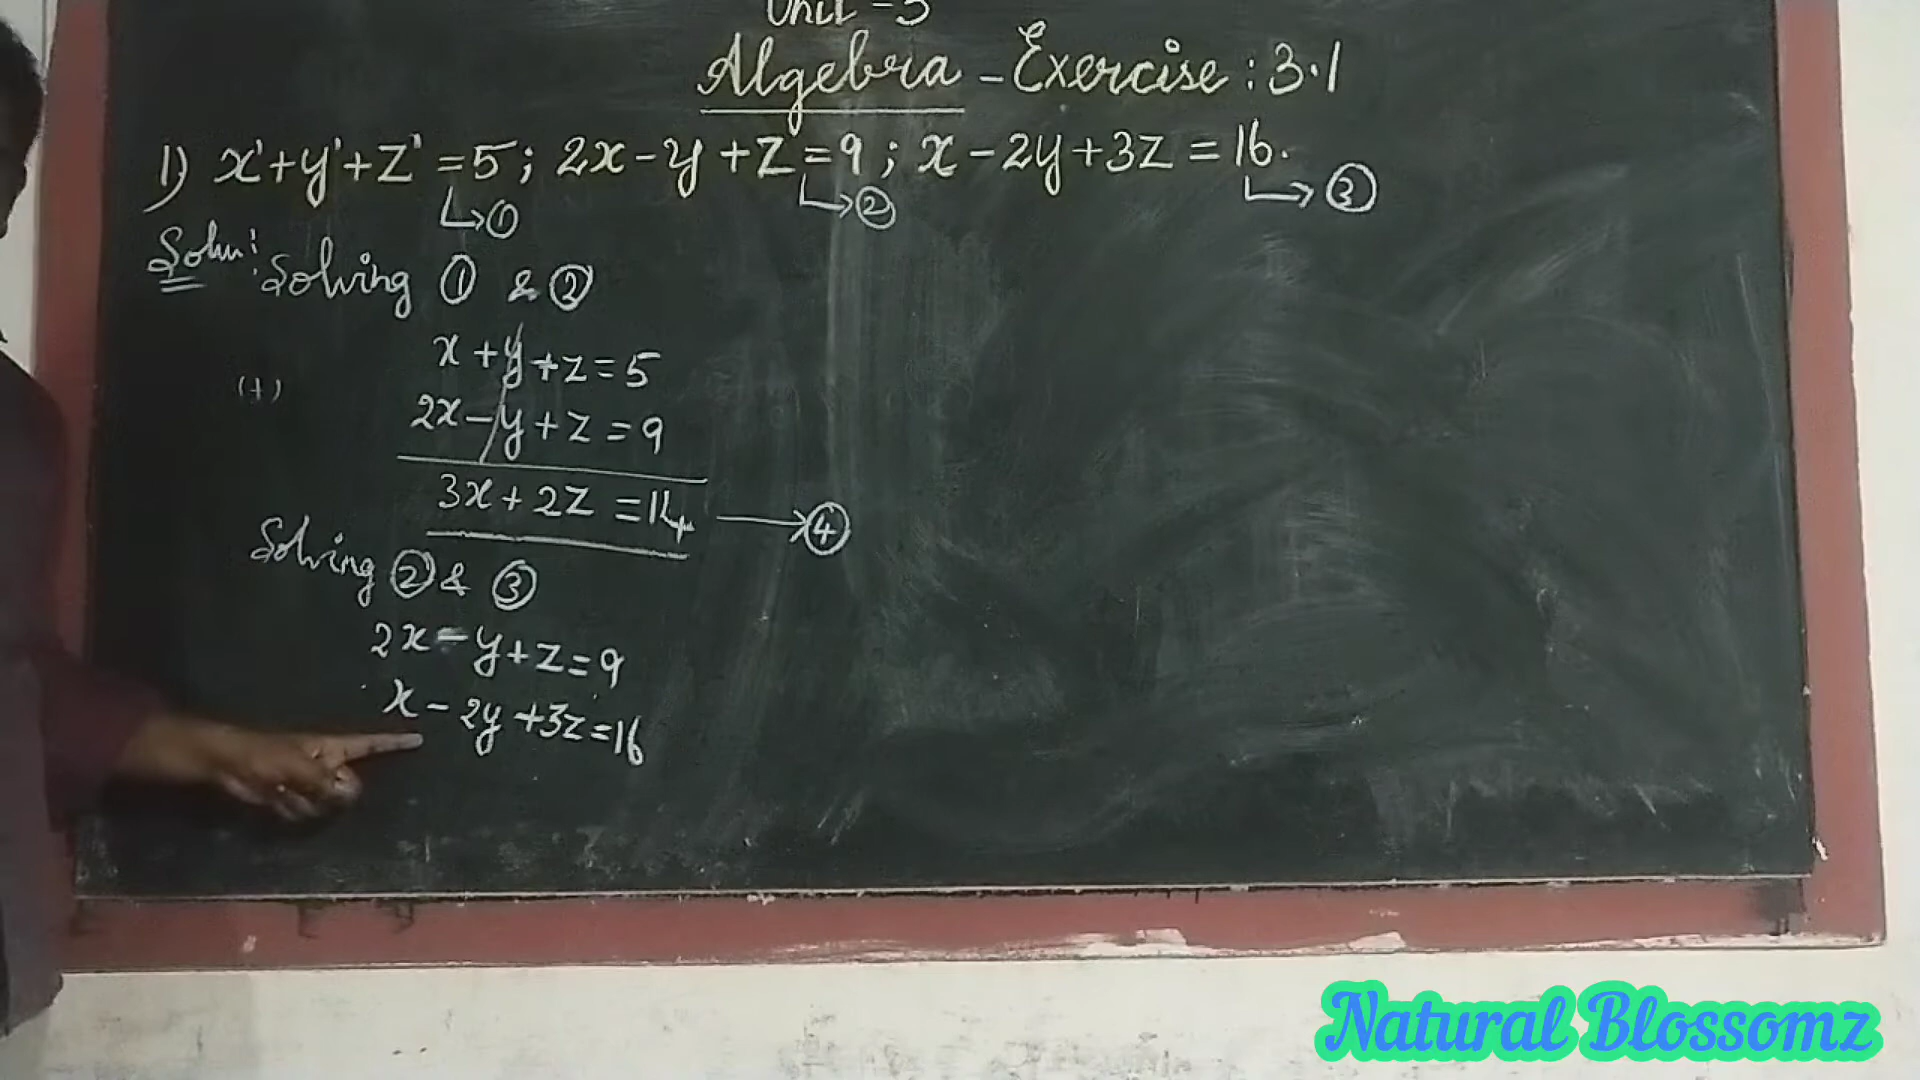 Unit - 3
Algebra - Exercise : 3.1
1) x+y+z = 5 ; 2x - y + z = 9 ; x - 2y + 3z = 16.
↳ ① ↳ ② ↳ ③
Soln: Solving ① & ②
x + y + z = 5
(+)
2x - y + z = 9
3x + 2z = 14 → ④
Solving ② & ③
2x - y + z = 9
x - 2y + 3z = 16
Natural Blossomz